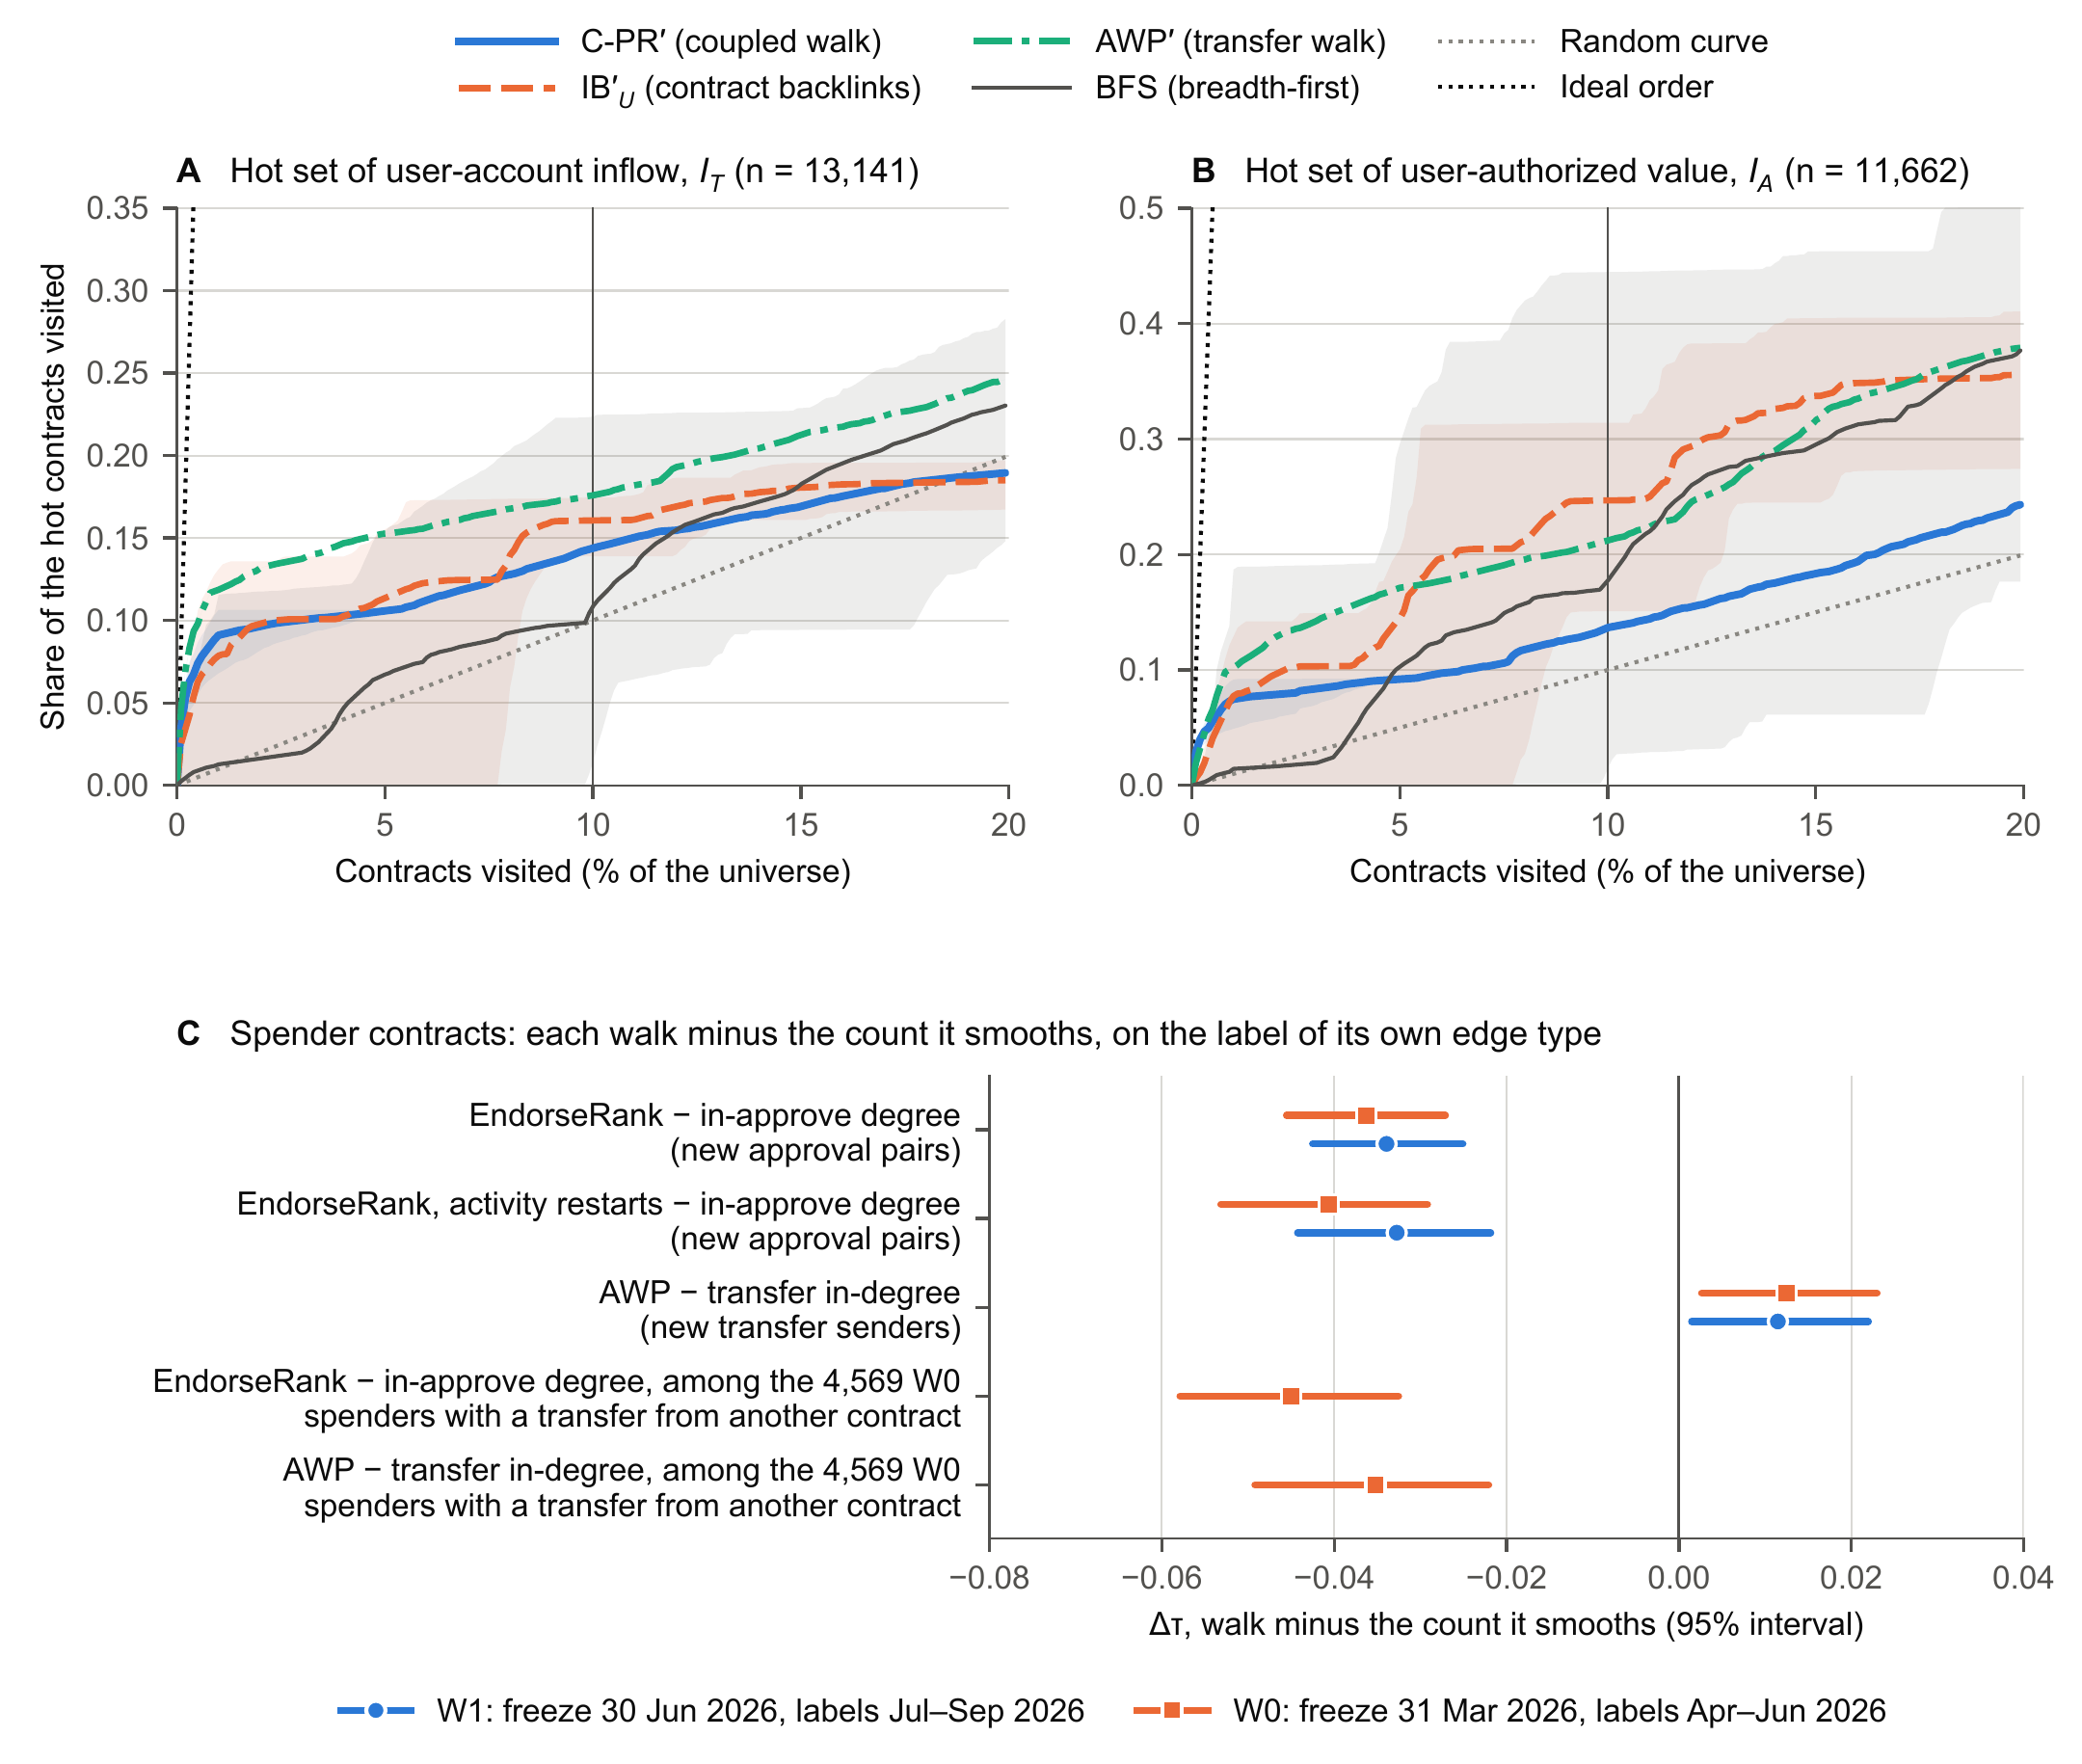 C-PR′ (coupled walk)
AWP′ (transfer walk)
Random curve
IB′U (contract backlinks)
BFS (breadth-first)
Ideal order
A Hot set of user-account inflow, IT (n = 13,141)
0.35
0.30
0.25
0.20
0.15
0.10
0.05
0.00
Share of the hot contracts visited
0 5 10 15 20
Contracts visited (% of the universe)
B Hot set of user-authorized value, IA (n = 11,662)
0.5
0.4
0.3
0.2
0.1
0.0
0 5 10 15 20
Contracts visited (% of the universe)
C Spender contracts: each walk minus the count it smooths, on the label of its own edge type
EndorseRank − in-approve degree
(new approval pairs)
EndorseRank, activity restarts − in-approve degree
(new approval pairs)
AWP − transfer in-degree
(new transfer senders)
EndorseRank − in-approve degree, among the 4,569 W0
spenders with a transfer from another contract
AWP − transfer in-degree, among the 4,569 W0
spenders with a transfer from another contract
−0.08 −0.06 −0.04 −0.02 0.00 0.02 0.04
Δτ, walk minus the count it smooths (95% interval)
W1: freeze 30 Jun 2026, labels Jul–Sep 2026
W0: freeze 31 Mar 2026, labels Apr–Jun 2026